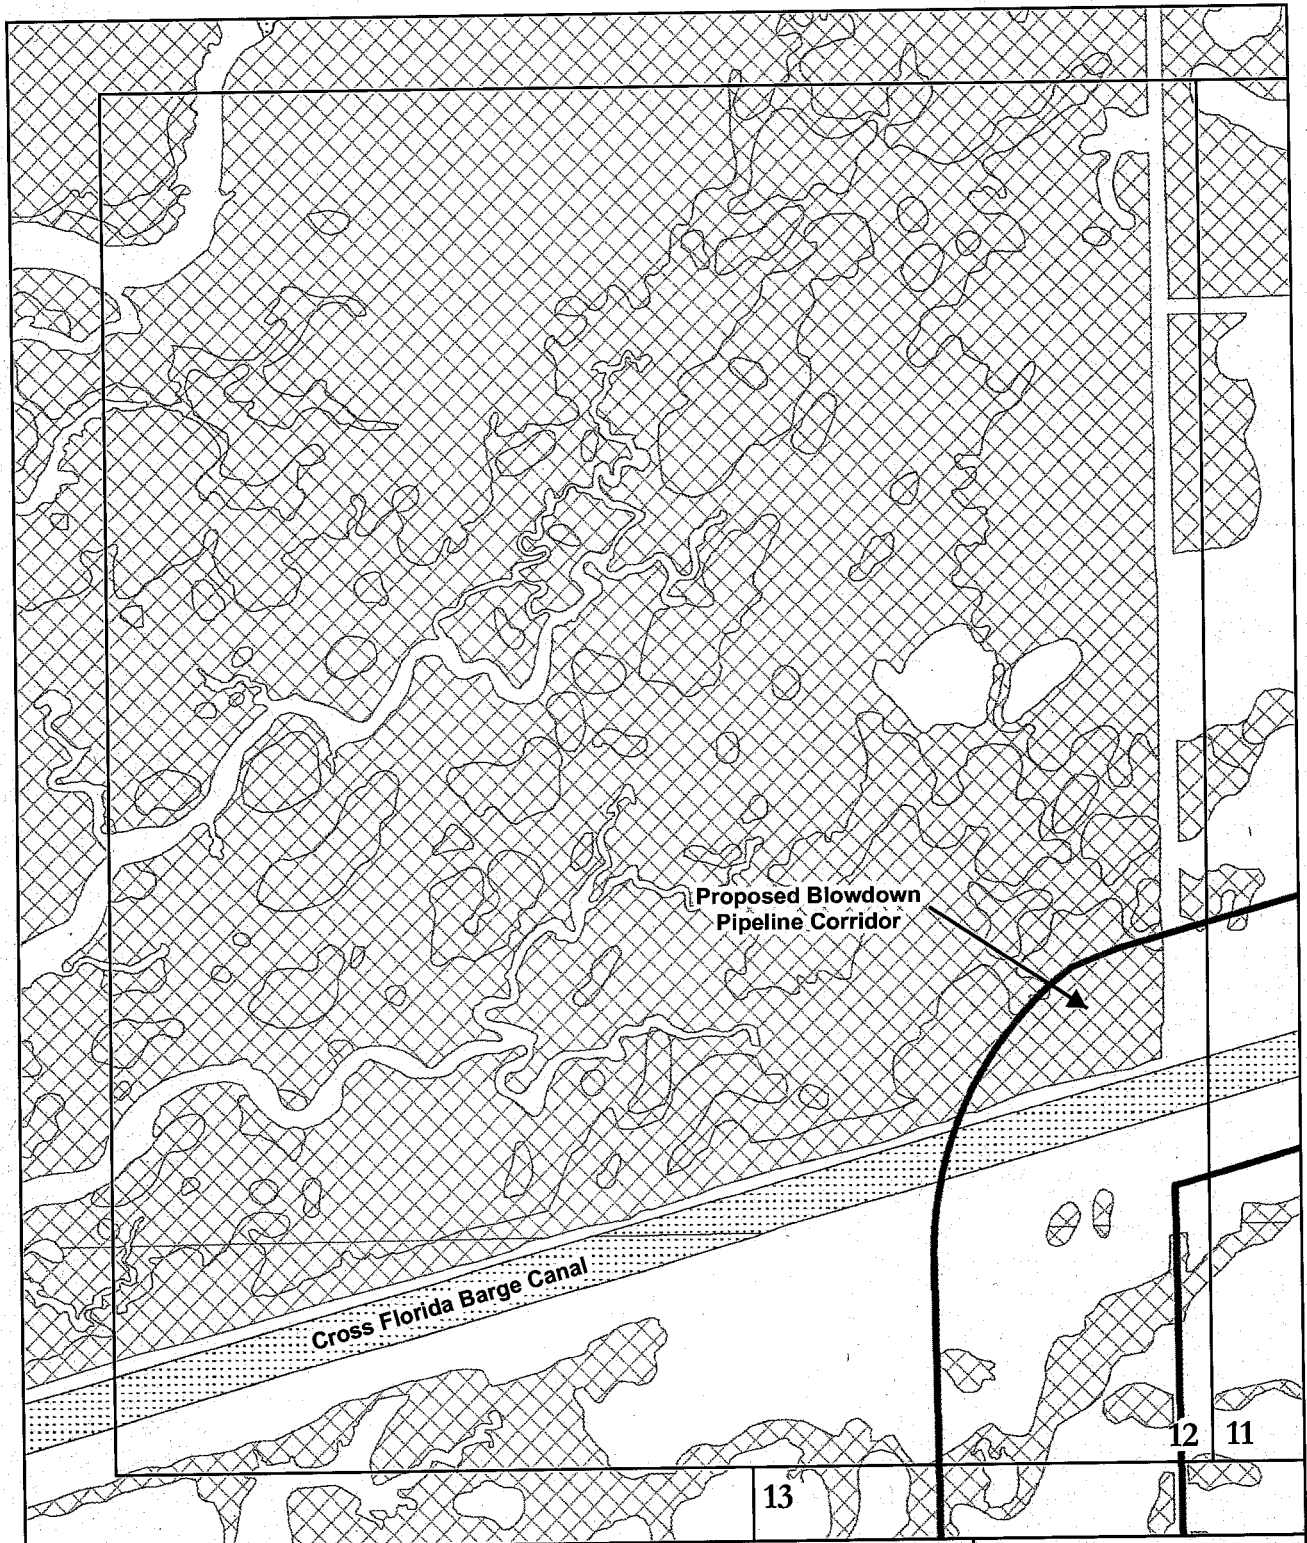 Proposed Blowdown
Pipeline Corridor
Cross Florida Barge Canal
12
11
13